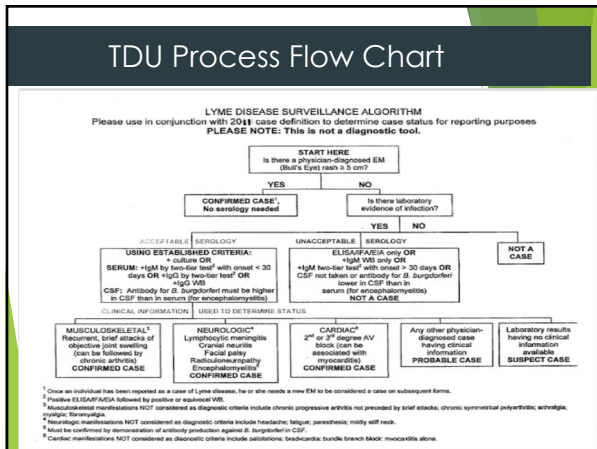 TDU Process Flow Chart
LYME DISEASE SURVEILLANCE ALGORITHM
Please use in conjunction with 2011 case definition to determine case status for reporting purposes
PLEASE NOTE: This is not a diagnostic tool.
START HERE
Is there a physician-diagnosed EM
(Bull's Eye) rash ≥ 5 cm?
YES
NO
CONFIRMED CASE¹,
No serology needed
Is there laboratory
evidence of infection?
YES
NO
ACCEPTABLE SEROLOGY
USING ESTABLISHED CRITERIA:
+ culture OR
SERUM: +IgM by two-tier test² with onset < 30
days OR +IgG by two-tier test² OR
+IgG WB
CSF: Antibody for B. burgdorferi must be higher
in CSF than in serum (for encephalomyelitis)
UNACCEPTABLE SEROLOGY
ELISA/IFA/EIA only OR
+IgM WB only OR
+IgM two-tier test² with onset > 30 days OR
CSF not taken or antibody for B. burgdorferi
lower in CSF than in
serum (for encephalomyelitis)
NOT A CASE
NOT A
CASE
CLINICAL INFORMATION USED TO DETERMINE STATUS
MUSCULOSKELETAL³
Recurrent, brief attacks of
objective joint swelling
(can be followed by
chronic arthritis)
CONFIRMED CASE
NEUROLOGIC⁴
Lymphocytic meningitis
Cranial neuritis
Facial palsy
Radiculoneuropathy
Encephalomyelitis⁵
CONFIRMED CASE
CARDIAC⁶
2nd or 3rd degree AV
block (can be
associated with
myocarditis)
CONFIRMED CASE
Any other physician-
diagnosed case
having clinical
information
PROBABLE CASE
Laboratory results
having no clinical
information
available
SUSPECT CASE
¹ Once an individual has been reported as a case of Lyme disease, he or she needs a new EM to be considered a case on subsequent forms.
² Positive ELISA/IFA/EIA followed by positive or equivocal WB.
³ Musculoskeletal manifestations NOT considered as diagnostic criteria include chronic progressive arthritis not preceded by brief attacks; chronic symmetrical polyarthritis; arthralgia;
myalgia; fibromyalgia.
⁴ Neurologic manifestations NOT considered as diagnostic criteria include headache; fatigue; paresthesia; mildly stiff neck.
⁵ Must be confirmed by demonstration of antibody production against B. burgdorferi in CSF.
⁶ Cardiac manifestations NOT considered as diagnostic criteria include palpitations; bradycardia; bundle branch block; myocarditis alone.